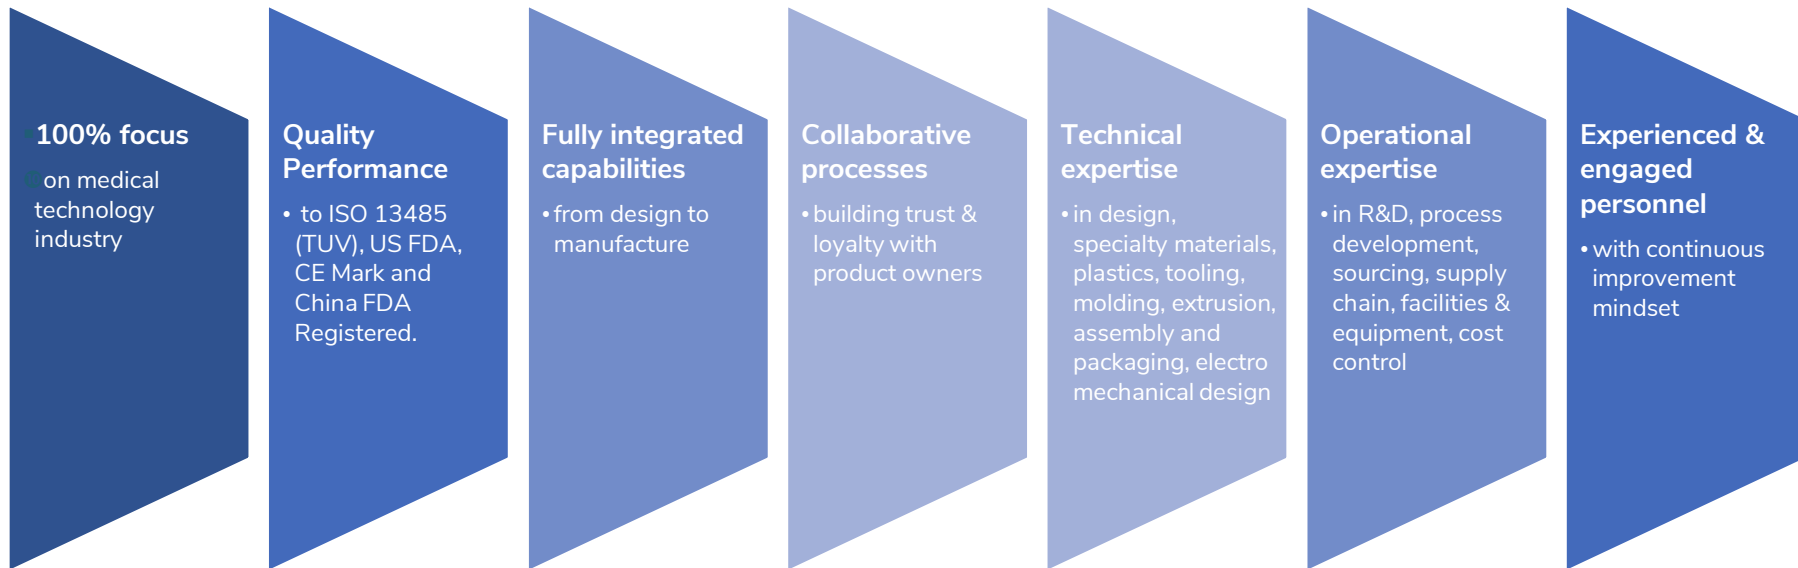 100% focus
on medical
technology
industry
Quality
Performance
• to ISO 13485
(TUV), US FDA,
CE Mark and
China FDA
Registered.
Fully integrated
capabilities
• from design to
manufacture
Collaborative
processes
• building trust &
loyalty with
product owners
Technical
expertise
• in design,
specialty materials,
plastics, tooling,
molding, extrusion,
assembly and
packaging, electro
mechanical design
Operational
expertise
• in R&D, process
development,
sourcing, supply
chain, facilities &
equipment, cost
control
Experienced &
engaged
personnel
• with continuous
improvement
mindset